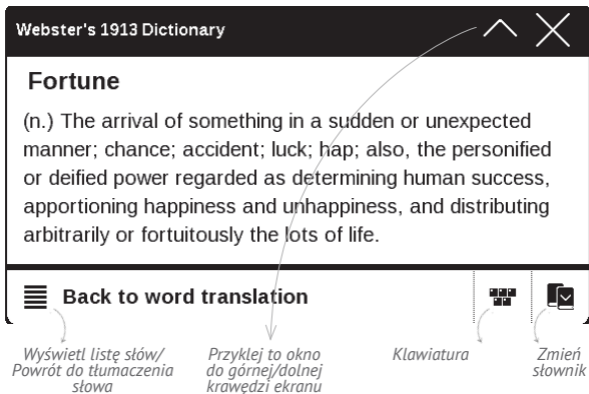 Webster's 1913 Dictionary
Fortune
(n.) The arrival of something in a sudden or unexpected
manner; chance; accident; luck; hap; also, the personified
or deified power regarded as determining human success,
apportioning happiness and unhappiness, and distributing
arbitrarily or fortuitously the lots of life.
Back to word translation
Wyświetl listę słów/
Powrót do tłumaczenia
słowa
Przyklej to okno
do górnej/dolnej
krawędzi ekranu
Klawiatura
Zmień
słownik